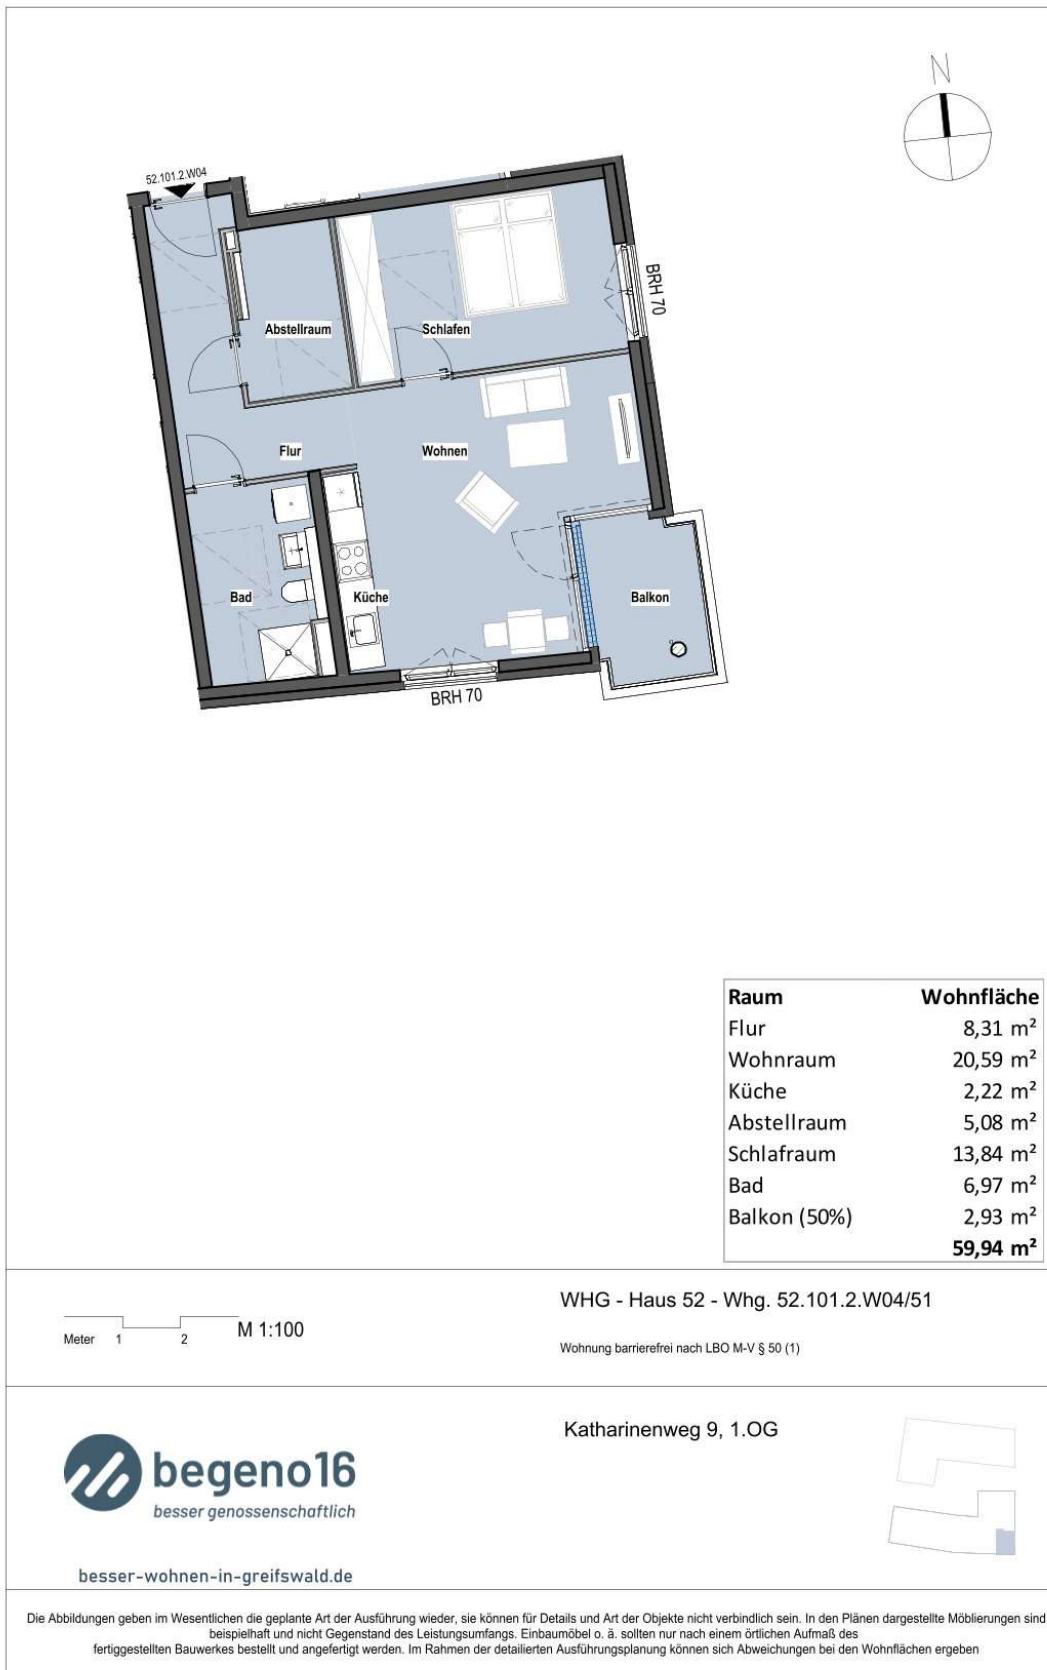 N
52.101.2.W04
BRH 70
Abstellraum
Schlafen
Flur
Wohnen
Bad
Küche
Balkon
BRH 70
Raum Wohnfläche
Flur 8,31 m²
Wohnraum 20,59 m²
Küche 2,22 m²
Abstellraum 5,08 m²
Schlafraum 13,84 m²
Bad 6,97 m²
Balkon (50%) 2,93 m²
59,94 m²
Meter 1 2 M 1:100
WHG - Haus 52 - Whg. 52.101.2.W04/51
Wohnung barrierefrei nach LBO M-V § 50 (1)
Katharinenweg 9, 1.OG
begeno16
besser genossenschaftlich
besser-wohnen-in-greifswald.de
Die Abbildungen geben im Wesentlichen die geplante Art der Ausführung wieder, sie können für Details und Art der Objekte nicht verbindlich sein. In den Plänen dargestellte Möblierungen sind
beispielhaft und nicht Gegenstand des Leistungsumfangs. Einbaumöbel o. ä. sollten nur nach einem örtlichen Aufmaß des
fertiggestellten Bauwerkes bestellt und angefertigt werden. Im Rahmen der detailierten Ausführungsplanung können sich Abweichungen bei den Wohnflächen ergeben